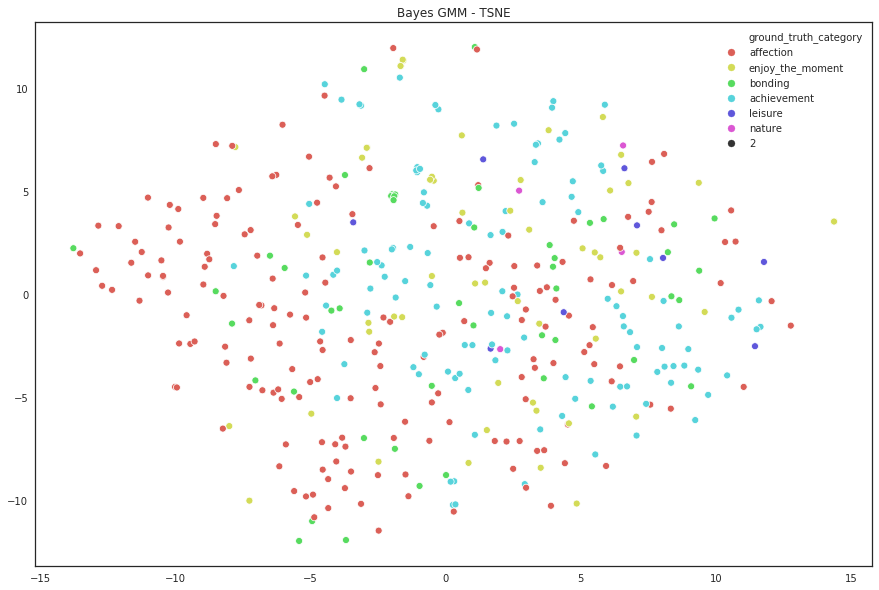 Bayes GMM - TSNE
ground_truth_category
affection
enjoy_the_moment
bonding
achievement
leisure
nature
2
10
5
0
−5
−10
−15
−10
−5
0
5
10
15